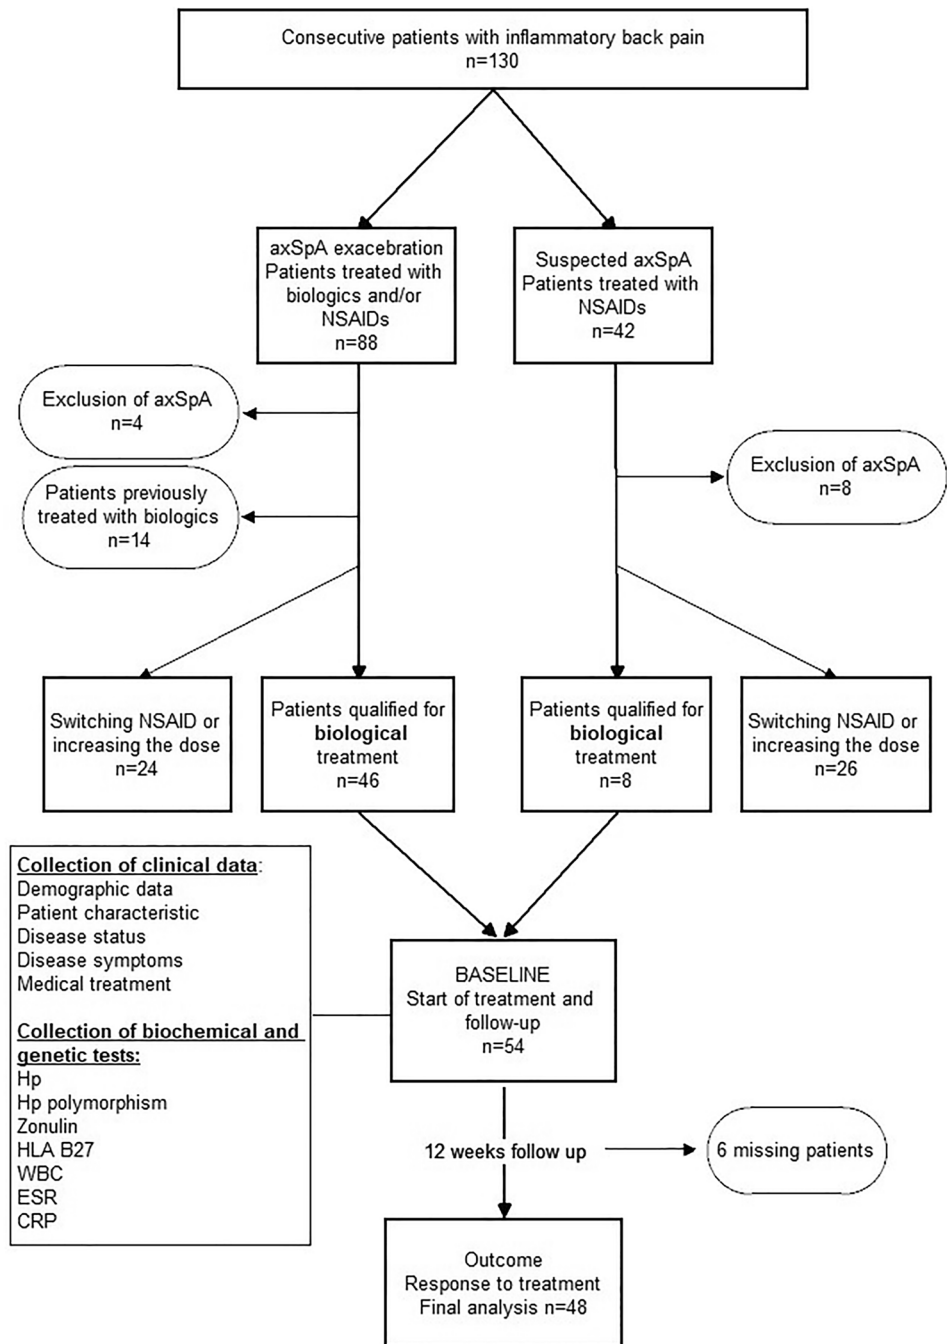 Consecutive patients with inflammatory back pain
n=130
axSpA exacebration
Patients treated with
biologics and/or
NSAIDs
n=88
Suspected axSpA
Patients treated with
NSAIDs
n=42
Exclusion of axSpA
n=4
Patients previously
treated with biologics
n=14
Exclusion of axSpA
n=8
Switching NSAID or
increasing the dose
n=24
Patients qualified for
biological
treatment
n=46
Patients qualified for
biological
treatment
n=8
Switching NSAID or
increasing the dose
n=26
Collection of clinical data:
Demographic data
Patient characteristic
Disease status
Disease symptoms
Medical treatment
Collection of biochemical and
genetic tests:
Hp
Hp polymorphism
Zonulin
HLA B27
WBC
ESR
CRP
BASELINE
Start of treatment and
follow-up
n=54
12 weeks follow up
6 missing patients
Outcome
Response to treatment
Final analysis n=48